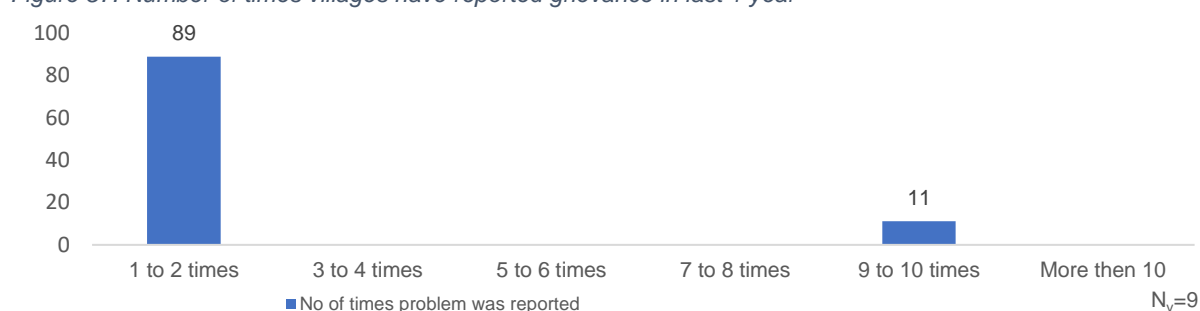 Number of times villages have reported grievance in last 1 year
100
89
80
60
40
20
11
0
1 to 2 times
3 to 4 times
5 to 6 times
7 to 8 times
9 to 10 times
More then 10
No of times problem was reported
Nᵥ=9